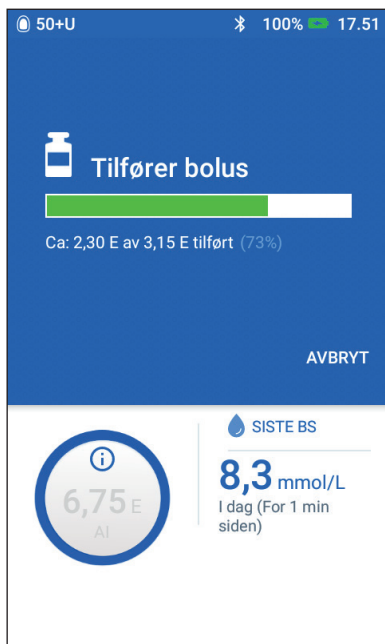 50+U 100% 17.51
Tilfører bolus
Ca: 2,30 E av 3,15 E tilført (73%)
AVBRYT
6,75 E
AI
SISTE BS
8,3 mmol/L
I dag (For 1 min
siden)